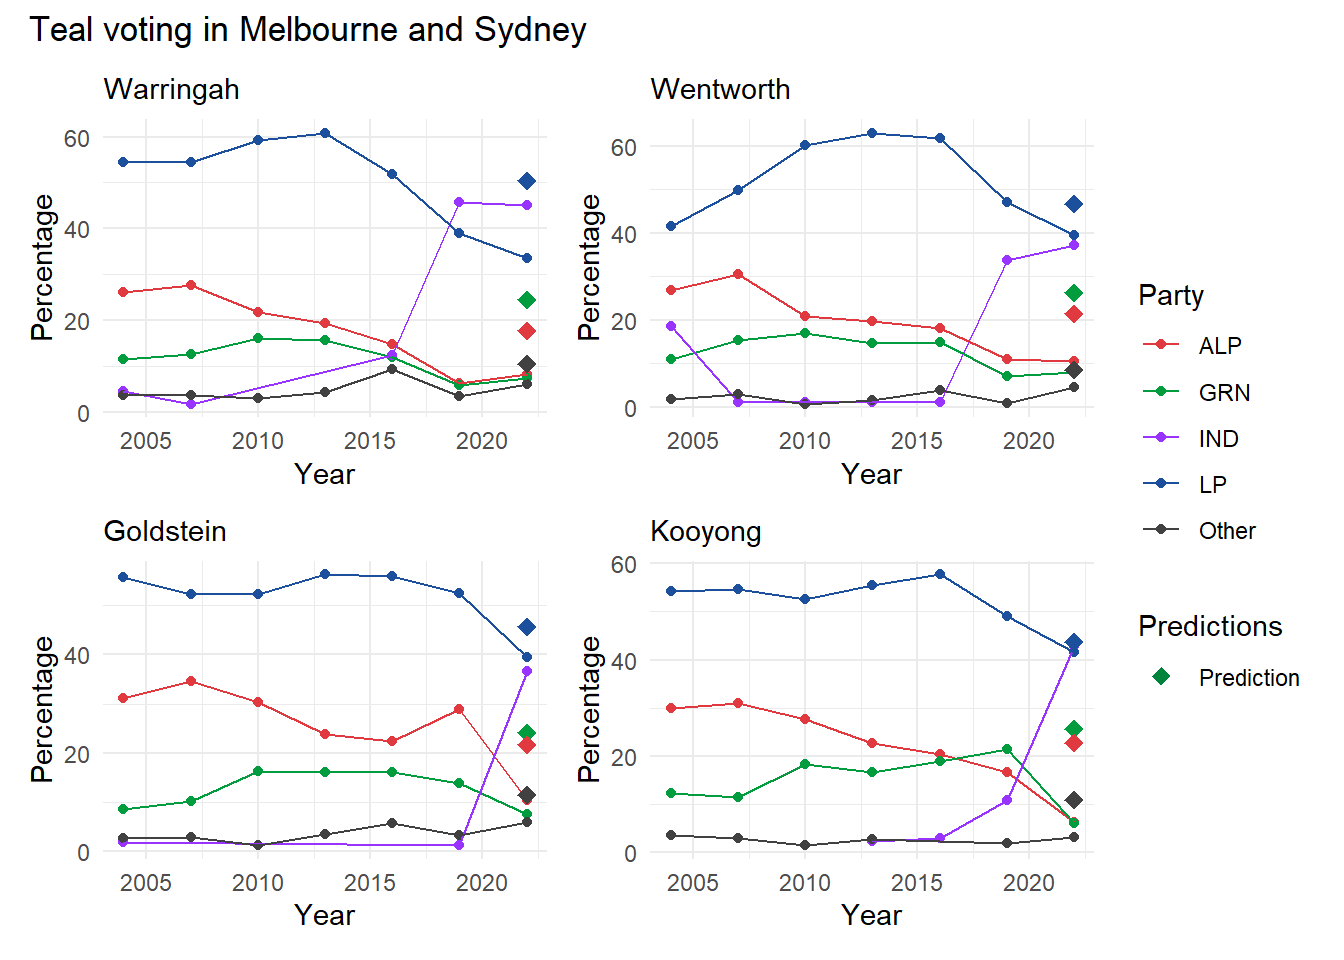 Teal voting in Melbourne and Sydney
Warringah
Percentage
60
40
20
0
2005 2010 2015 2020
Year
Wentworth
Percentage
60
40
20
0
2005 2010 2015 2020
Year
Goldstein
Percentage
40
20
0
2005 2010 2015 2020
Year
Kooyong
Percentage
60
40
20
0
2005 2010 2015 2020
Year
Party
ALP
GRN
IND
LP
Other
Predictions
Prediction